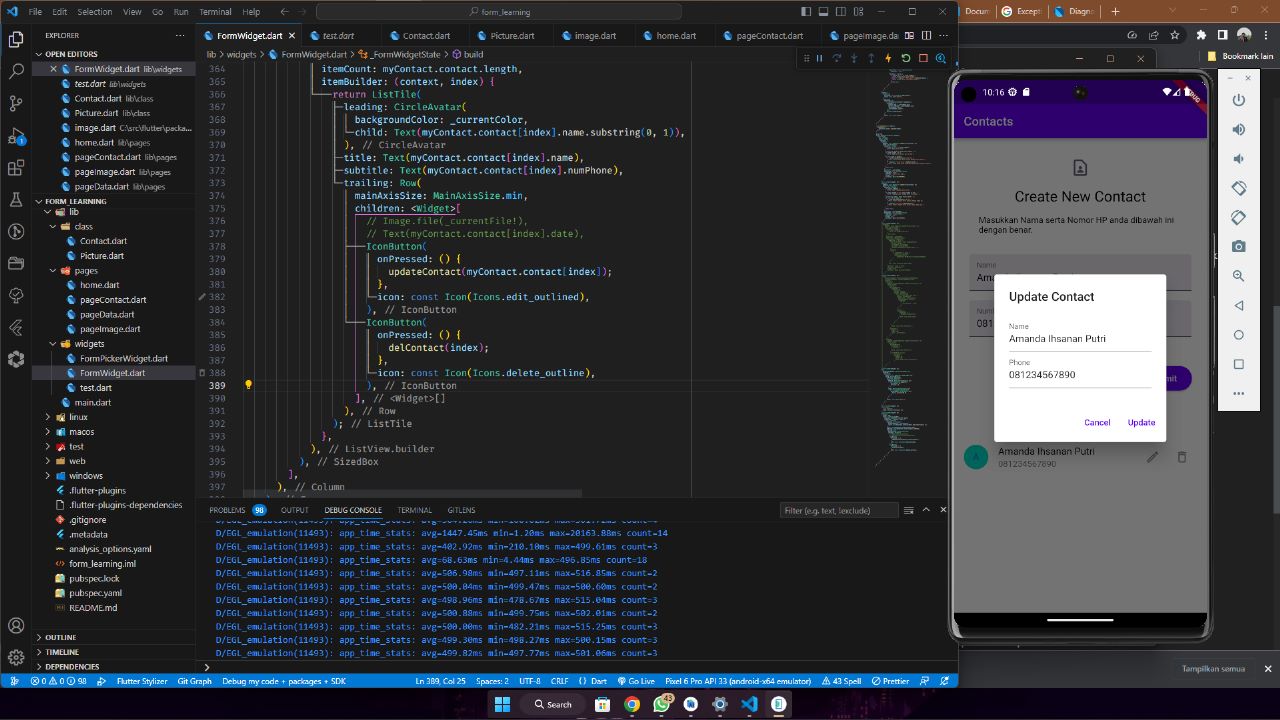 File Edit Selection View Go Run Terminal Help
form_learning
EXPLORER
OPEN EDITORS
FormWidget.dart lib\widgets
test.dart lib\widgets
Contact.dart lib\class
Picture.dart lib\class
image.dart C:\src\flutter\packa...
home.dart lib\pages
pageContact.dart lib\pages
pageImage.dart lib\pages
pageData.dart lib\pages
FORM_LEARNING
lib
class
Contact.dart
Picture.dart
pages
home.dart
pageContact.dart
pageData.dart
pageImage.dart
widgets
FormPickerWidget.dart
FormWidget.dart
test.dart
main.dart
linux
macos
test
web
windows
.flutter-plugins
.flutter-plugins-dependencies
.gitignore
.metadata
analysis_options.yaml
form_learning.iml
pubspec.lock
pubspec.yaml
README.md
OUTLINE
TIMELINE
DEPENDENCIES
FormWidget.dart test.dart Contact.dart Picture.dart image.dart home.dart pageContact.dart pageImage.da
lib > widgets > FormWidget.dart > _FormWidgetState > build
364 itemCount: myContact.contact.length,
365 itemBuilder: (context, index) {
366 return ListTile(
367 leading: CircleAvatar(
368 backgroundColor: _currentColor,
369 child: Text(myContact.contact[index].name.substring(0, 1)),
370 ), // CircleAvatar
371 title: Text(myContact.contact[index].name),
372 subtitle: Text(myContact.contact[index].numPhone),
373 trailing: Row(
374 mainAxisSize: MainAxisSize.min,
375 children: <Widget>[
376 // Image.file(_currentFile!),
377 // Text(myContact.contact[index].date),
378 IconButton(
379 onPressed: () {
380 updateContact(myContact.contact[index]);
381 },
382 icon: const Icon(Icons.edit_outlined),
383 ), // IconButton
384 IconButton(
385 onPressed: () {
386 delContact(index);
387 },
388 icon: const Icon(Icons.delete_outline),
389 ), // IconButton
390 ], // <Widget>[]
391 ), // Row
392 ); // ListTile
393 },
394 ), // ListView.builder
395 ), // SizedBox
396 ],
397 ), // Column
PROBLEMS 98 OUTPUT DEBUG CONSOLE TERMINAL GITLENS
Filter (e.g. text, !exclude)
D/EGL_emulation(11493): app_time_stats: avg=1447.45ms min=1.20ms max=20163.88ms count=14
D/EGL_emulation(11493): app_time_stats: avg=402.92ms min=210.10ms max=499.61ms count=3
D/EGL_emulation(11493): app_time_stats: avg=68.63ms min=4.44ms max=496.85ms count=18
D/EGL_emulation(11493): app_time_stats: avg=506.98ms min=497.11ms max=516.85ms count=2
D/EGL_emulation(11493): app_time_stats: avg=500.04ms min=499.47ms max=500.60ms count=2
D/EGL_emulation(11493): app_time_stats: avg=498.96ms min=478.67ms max=515.04ms count=3
D/EGL_emulation(11493): app_time_stats: avg=500.88ms min=499.75ms max=502.01ms count=2
D/EGL_emulation(11493): app_time_stats: avg=500.00ms min=482.21ms max=515.25ms count=3
D/EGL_emulation(11493): app_time_stats: avg=499.30ms min=498.27ms max=500.15ms count=3
D/EGL_emulation(11493): app_time_stats: avg=499.82ms min=497.77ms max=501.06ms count=3
0 0 98 Flutter Stylizer Git Graph Debug my code + packages + SDK Ln 389, Col 25 Spaces: 2 UTF-8 CRLF {} Dart Go Live Pixel 6 Pro API 33 (android-x64 emulator) 43 Spell Prettier
Docum Excepti Diagno
Bookmark lain
10:16
Contacts
Create New Contact
Masukkan Nama serta Nomor HP anda dibawah ini
dengan benar.
Name
Update Contact
Name
Amanda Ihsanan Putri
Phone
081234567890
Cancel Update
A
Amanda Ihsanan Putri
081234567890
Tampilkan semua
Search
43